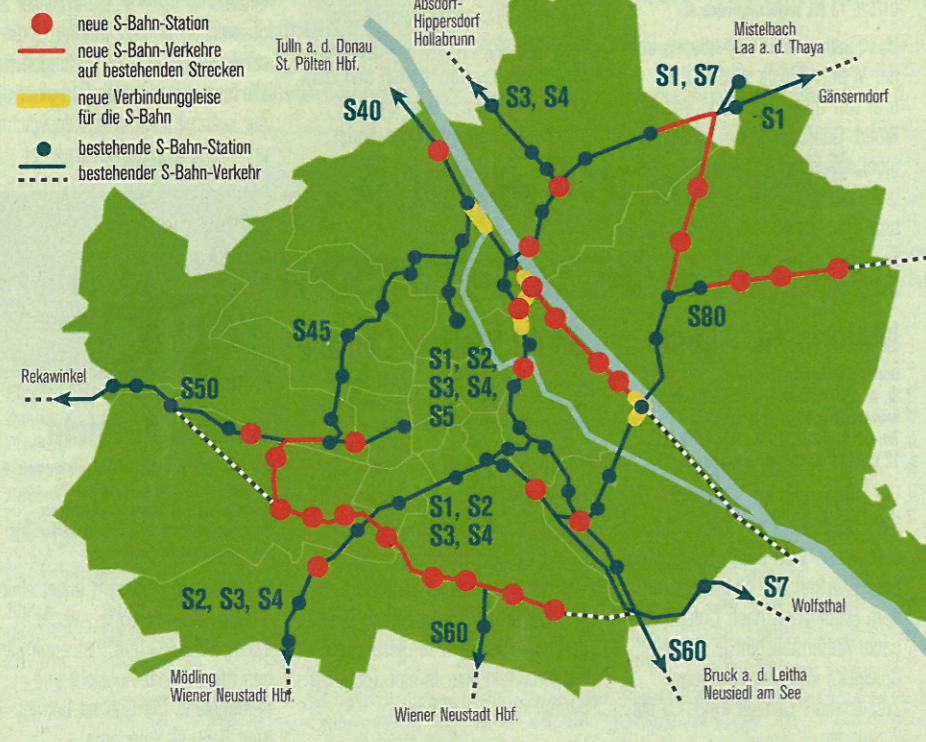 neue S-Bahn-Station
neue S-Bahn-Verkehre
auf bestehenden Strecken
neue Verbindunggleise
für die S-Bahn
bestehende S-Bahn-Station
bestehender S-Bahn-Verkehr
Absdorf-
Hippersdorf
Hollabrunn
Tulln a. d. Donau
St. Pölten Hbf.
Mistelbach
Laa a. d. Thaya
S1, S7
Gänserndorf
S40
S3, S4
S1
S80
S45
S1, S2,
S3, S4,
S5
Rekawinkel
S50
S1, S2
S3, S4
S2, S3, S4
S60
S7
Wolfsthal
S60
Mödling
Wiener Neustadt Hbf.
Bruck a. d. Leitha
Neusiedl am See
Wiener Neustadt Hbf.